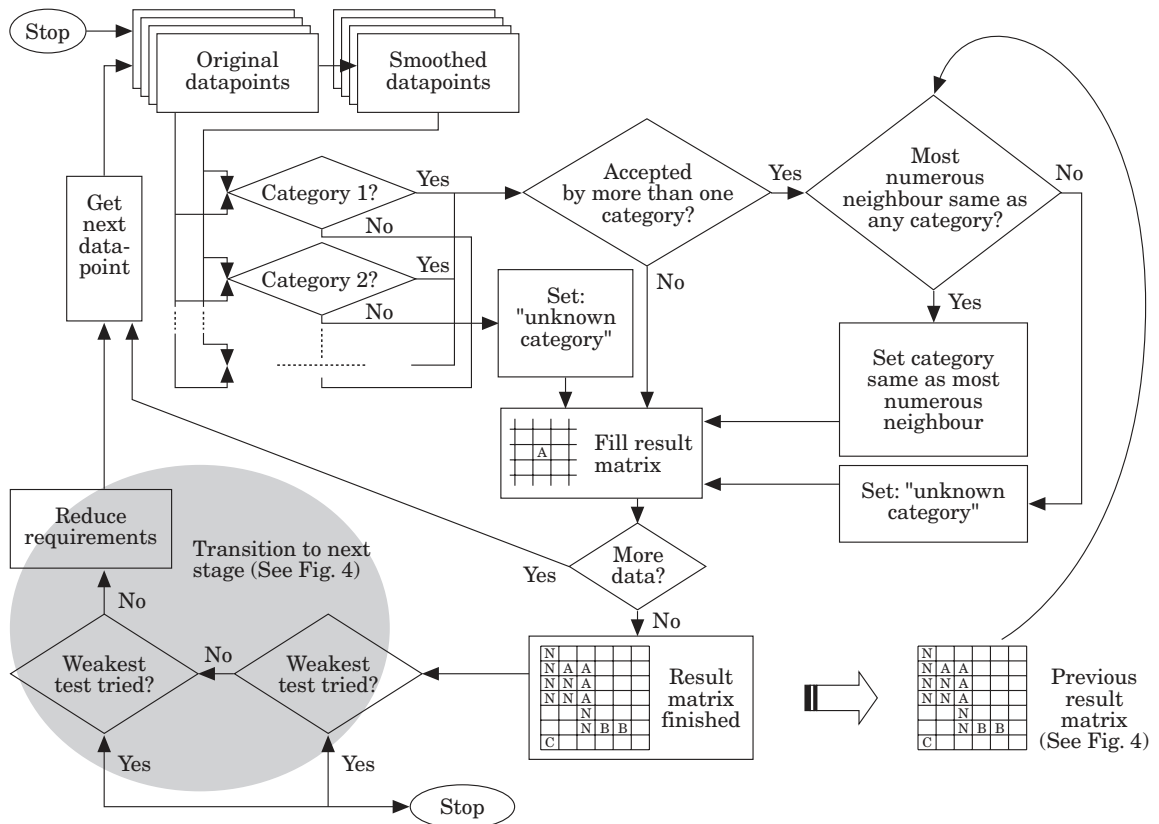 Stop
Original
datapoints
Smoothed
datapoints
Get
next
data-
point
Category 1?
Yes
No
Category 2?
Yes
No
Accepted
by more than one
category?
Yes
No
Most
numerous
neighbour same as
any category?
No
Yes
Set:
"unknown
category"
Set category
same as most
numerous
neighbour
A
Fill result
matrix
Set: "unknown
category"
Reduce
requirements
Transition to next
stage (See Fig. 4)
Yes
More
data?
No
No
Weakest
test tried?
No
Weakest
test tried?
Yes
Yes
Stop
N
N A A
N N A
N N A
N
N B B
C
Result
matrix
finished
N
N A A
N N A
N N A
N
N B B
C
Previous
result
matrix
(See Fig. 4)